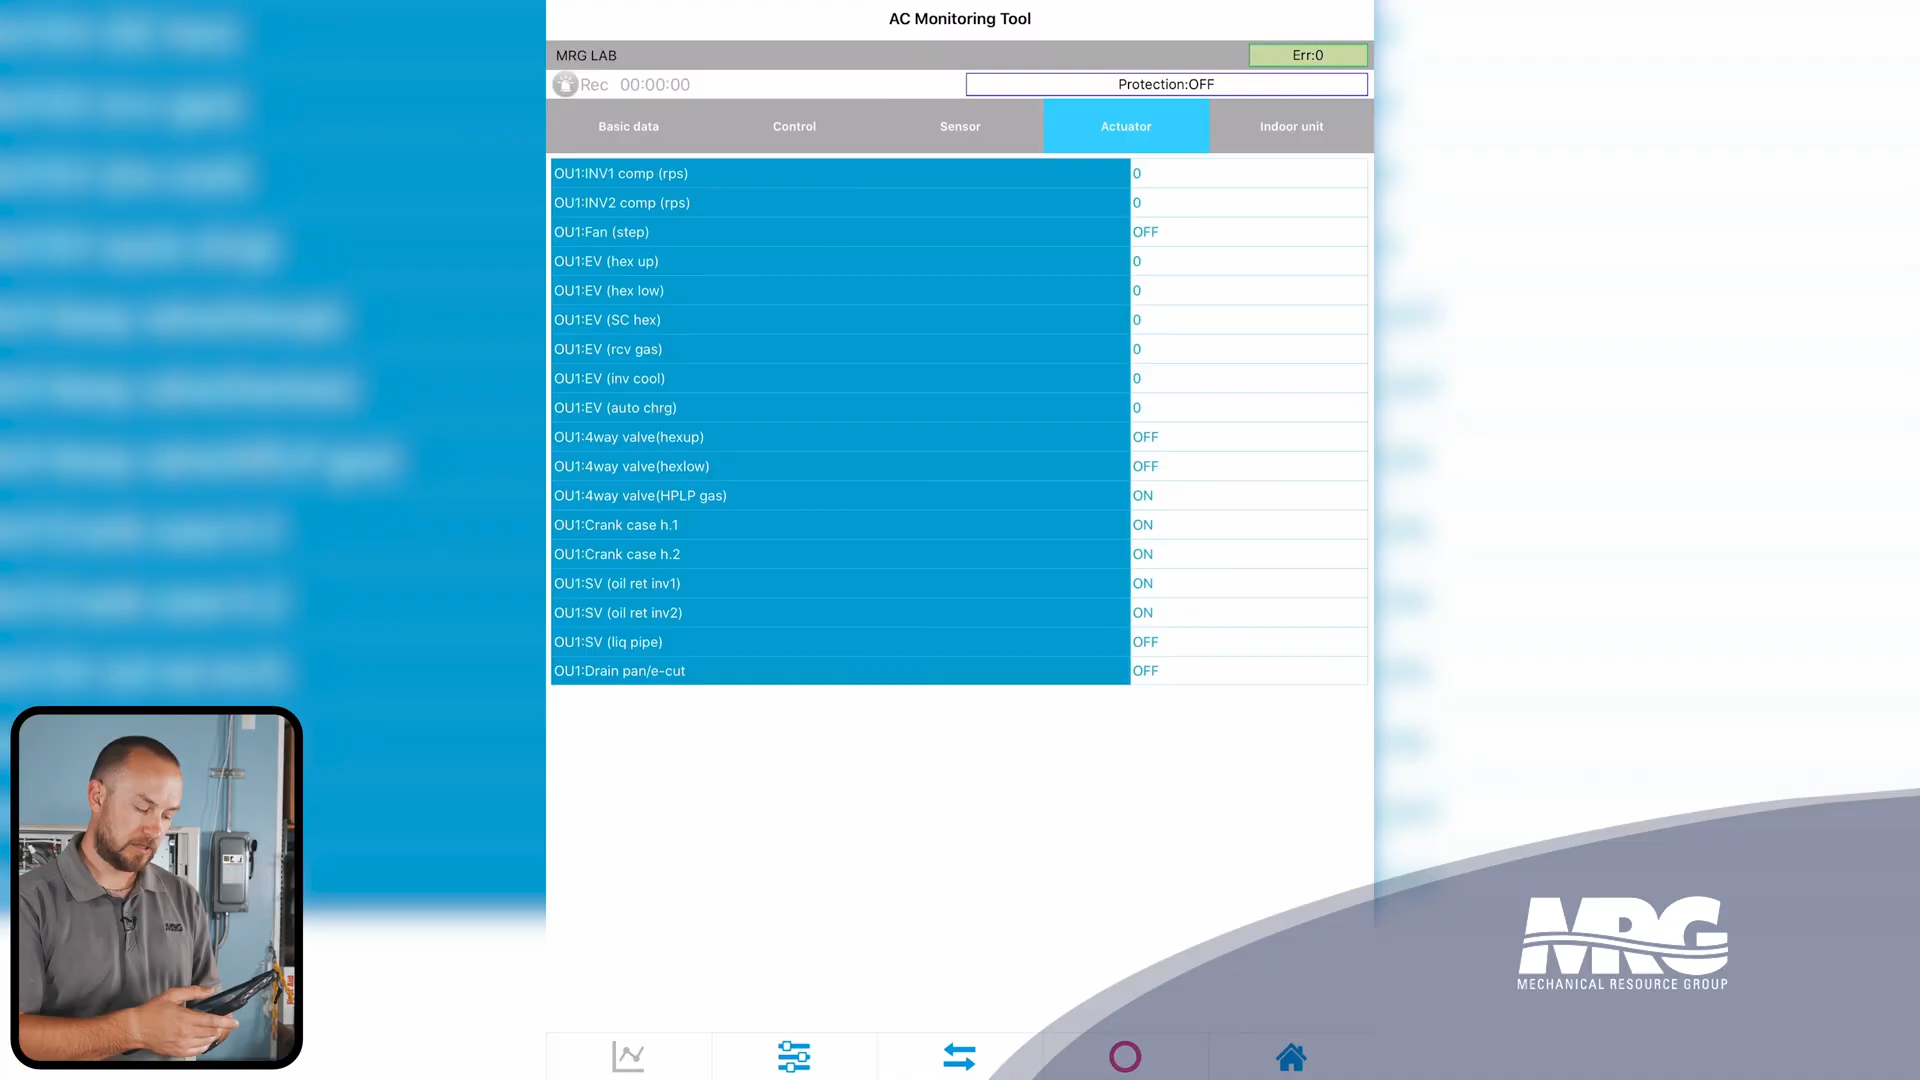 AC Monitoring Tool
MRG LAB
Err:0
Rec 00:00:00
Protection:OFF
Basic data
Control
Sensor
Actuator
Indoor unit
OU1:INV1 comp (rps) 0
OU1:INV2 comp (rps) 0
OU1:Fan (step) OFF
OU1:EV (hex up) 0
OU1:EV (hex low) 0
OU1:EV (SC hex) 0
OU1:EV (rcv gas) 0
OU1:EV (inv cool) 0
OU1:EV (auto chrg) 0
OU1:4way valve(hexup) OFF
OU1:4way valve(hexlow) OFF
OU1:4way valve(HPLP gas) ON
OU1:Crank case h.1 ON
OU1:Crank case h.2 ON
OU1:SV (oil ret inv1) ON
OU1:SV (oil ret inv2) ON
OU1:SV (liq pipe) OFF
OU1:Drain pan/e-cut OFF
MRG
MRG
MECHANICAL RESOURCE GROUP